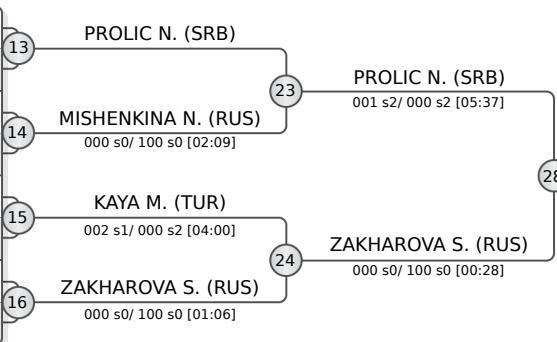 PROLIC N. (SRB)
13
23
PROLIC N. (SRB)
001 s2/ 000 s2 [05:37]
MISHENKINA N. (RUS)
14
000 s0/ 100 s0 [02:09]
28
KAYA M. (TUR)
15
002 s1/ 000 s2 [04:00]
24
ZAKHAROVA S. (RUS)
000 s0/ 100 s0 [00:28]
ZAKHAROVA S. (RUS)
16
000 s0/ 100 s0 [01:06]